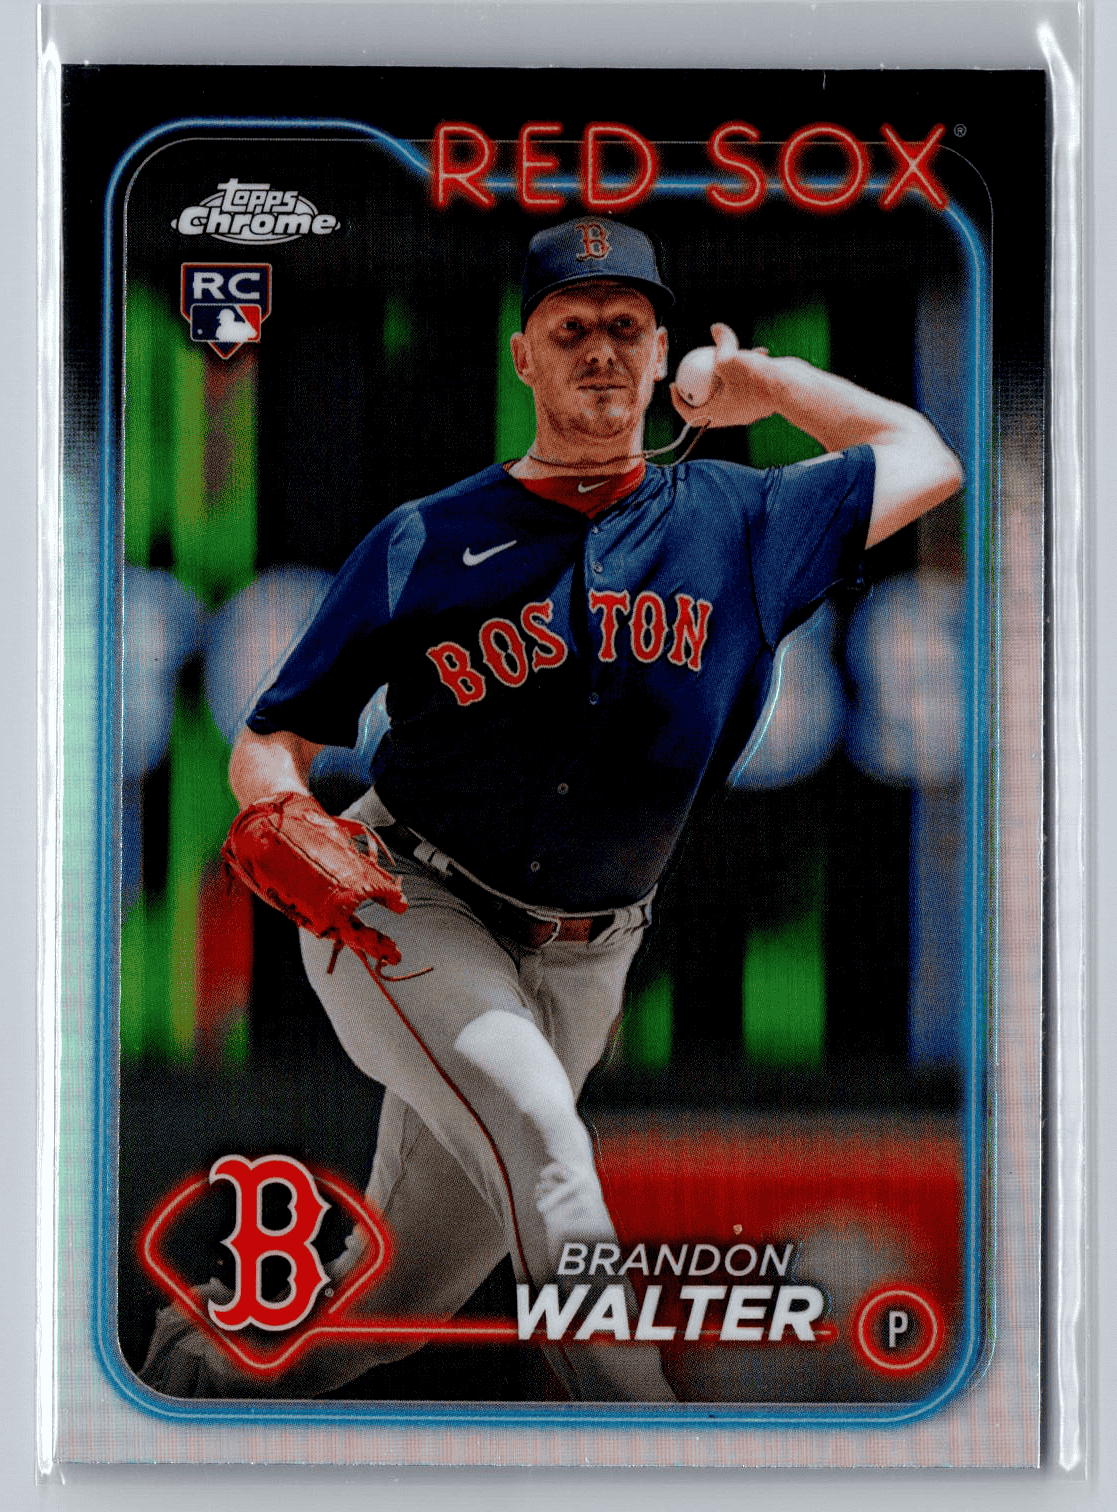 RED SOX®
Topps
Chrome
RC
B
BOSTON
B
BRANDON
WALTER
P